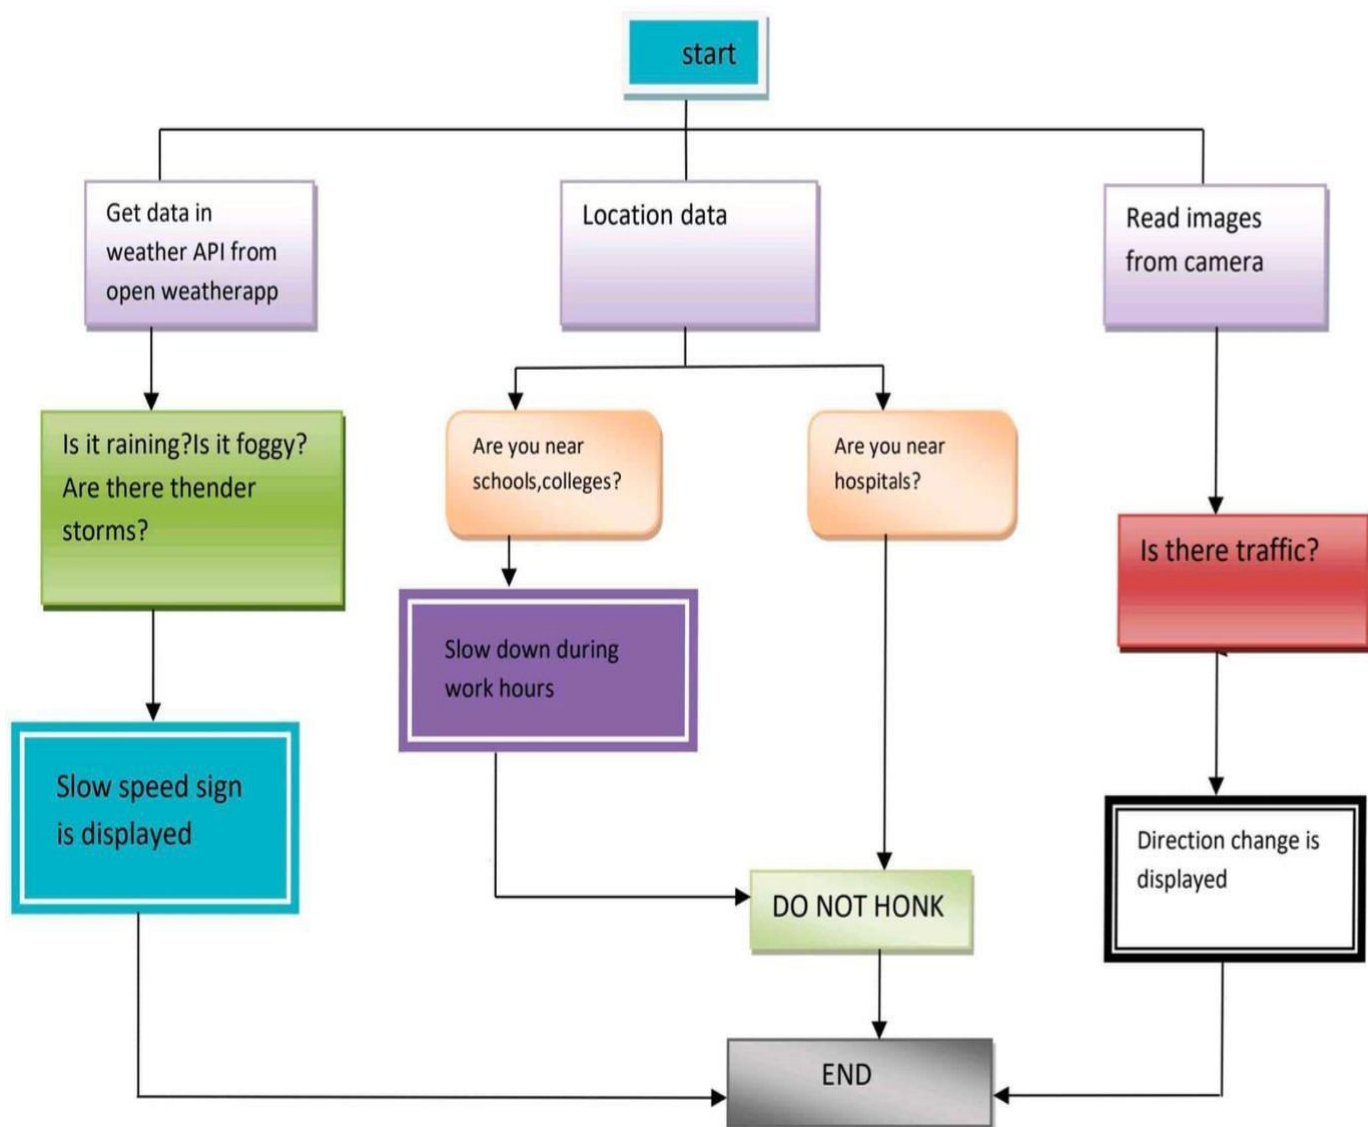 start
Get data in
weather API from
open weatherapp
Location data
Read images
from camera
Is it raining?Is it foggy?
Are there thender
storms?
Are you near
schools,colleges?
Are you near
hospitals?
Is there traffic?
Slow down during
work hours
Slow speed sign
is displayed
Direction change is
displayed
DO NOT HONK
END